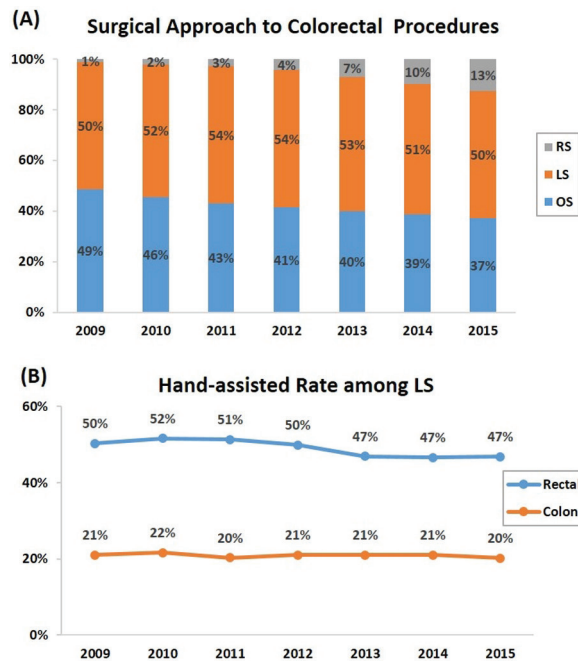 (A)
Surgical Approach to Colorectal Procedures
100%
80%
60%
40%
20%
0%
1% 2% 3% 4% 7% 10% 13%
50% 52% 54% 54% 53% 51% 50%
49% 46% 43% 41% 40% 39% 37%
RS
LS
OS
2009 2010 2011 2012 2013 2014 2015
(B)
Hand-assisted Rate among LS
60%
40%
20%
0%
50% 52% 51% 50% 47% 47% 47%
Rectal
Colon
21% 22% 20% 21% 21% 21% 20%
2009 2010 2011 2012 2013 2014 2015